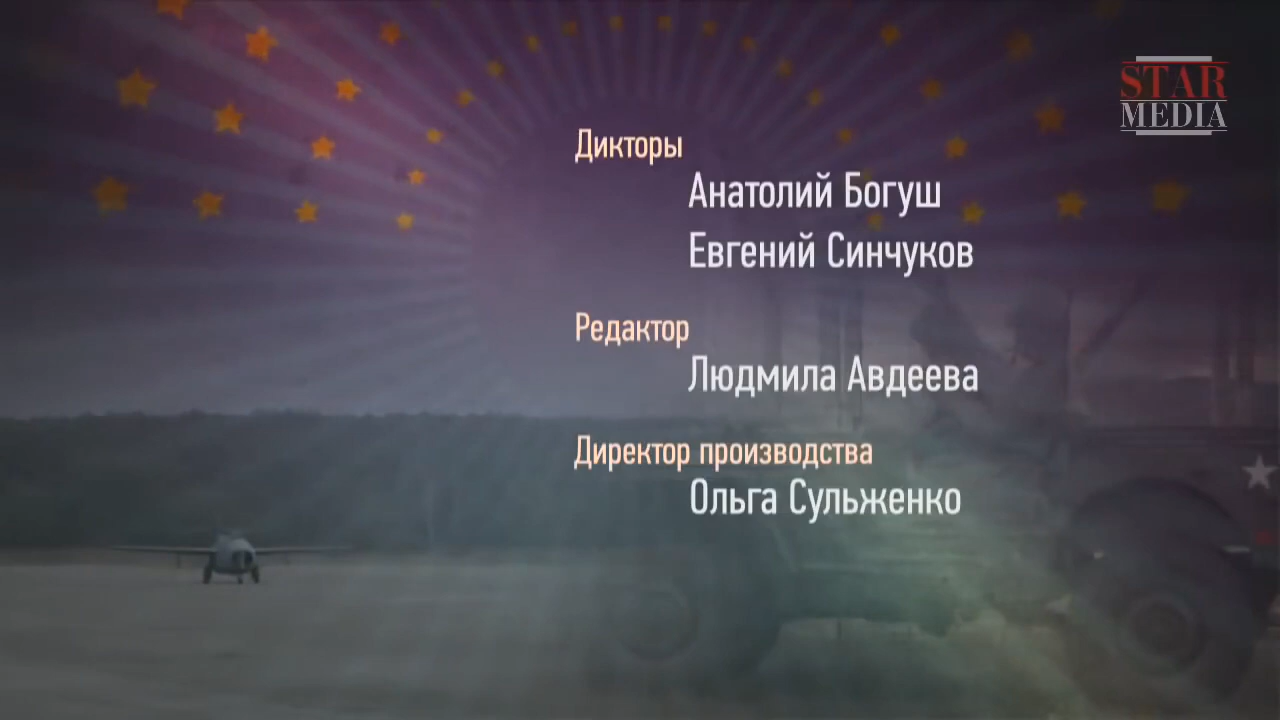 STAR
MEDIA
Дикторы
Анатолий Богуш
Евгений Синчуков
Редактор
Людмила Авдеева
Директор производства
Ольга Сульженко